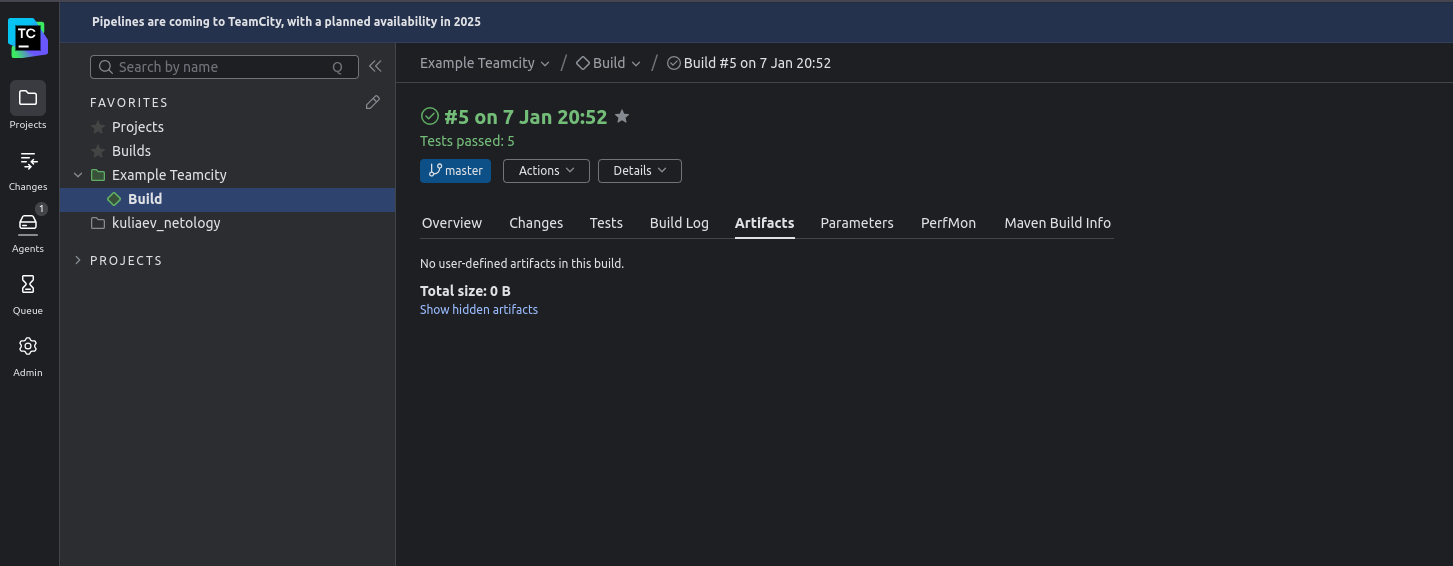 Pipelines are coming to TeamCity, with a planned availability in 2025
TC
Projects
Changes
1
Agents
Queue
Admin
Search by name Q
FAVORITES
Projects
Builds
Example Teamcity
Build
kuliaev_netology
PROJECTS
Example Teamcity / Build / Build #5 on 7 Jan 20:52
#5 on 7 Jan 20:52
Tests passed: 5
master Actions Details
Overview Changes Tests Build Log Artifacts Parameters PerfMon Maven Build Info
No user-defined artifacts in this build.
Total size: 0 B
Show hidden artifacts